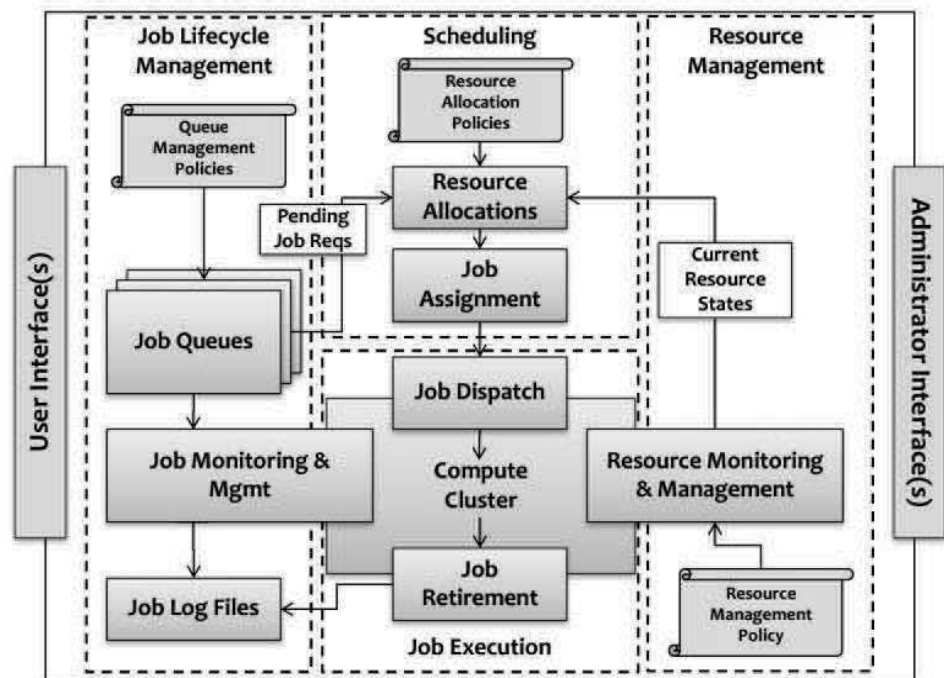 Job Lifecycle
Management
Scheduling
Resource
Management
Queue
Management
Policies
Resource
Allocation
Policies
Resource
Allocations
Pending
Job Reqs
Job
Assignment
Current
Resource
States
Job Queues
Job Dispatch
User Interface(s)
Administrator Interface(s)
Job Monitoring &
Mgmt
Compute
Cluster
Resource Monitoring
& Management
Job Log Files
Job
Retirement
Resource
Management
Policy
Job Execution